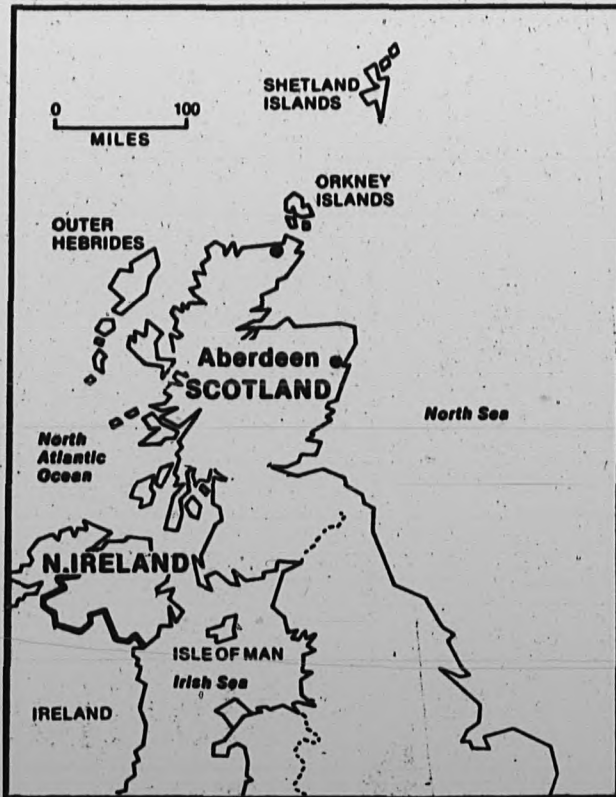 SHETLAND
ISLANDS
0 100
MILES
ORKNEY
ISLANDS
OUTER
HEBRIDES
Aberdeen
SCOTLAND
North Sea
North
Atlantic
Ocean
N.IRELAND
ISLE OF MAN
Irish Sea
IRELAND